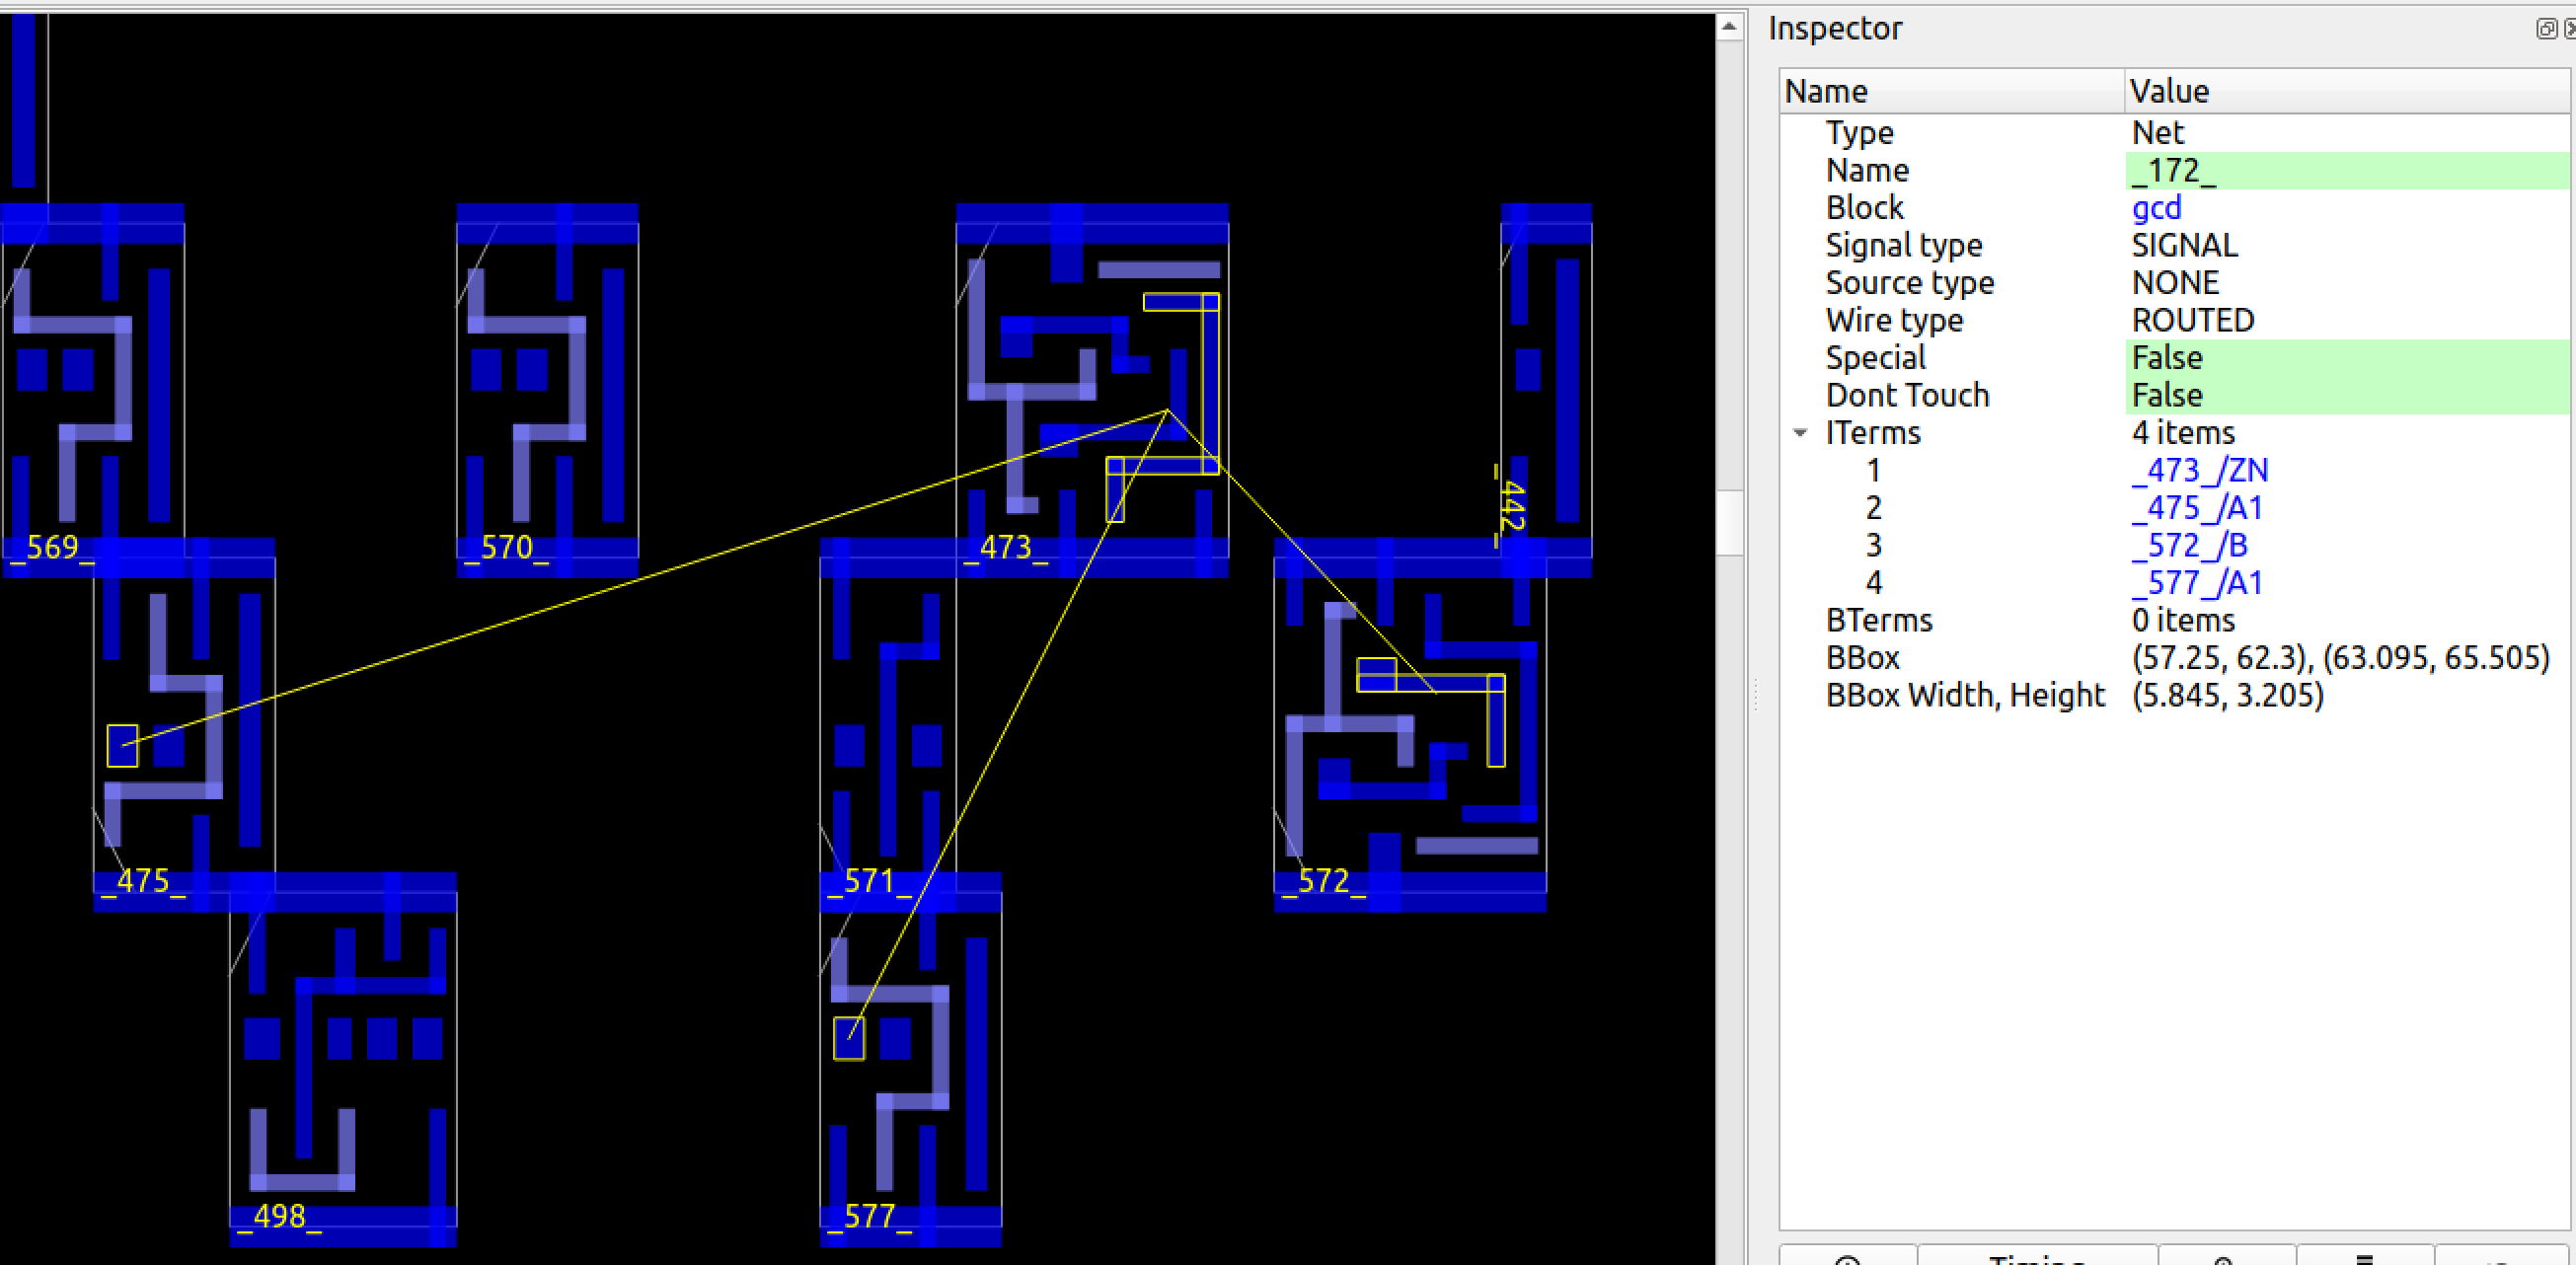 Inspector
Name Value
Type Net
Name _172_
Block gcd
Signal type SIGNAL
Source type NONE
Wire type ROUTED
Special False
Dont Touch False
ITerms 4 items
1 _473_/ZN
2 _475_/A1
3 _572_/B
4 _577_/A1
BTerms 0 items
BBox (57.25, 62.3), (63.095, 65.505)
BBox Width, Height (5.845, 3.205)
_442_
_569_
_570_
_473_
_475_
_571_
_572_
_498_
_577_
Timing